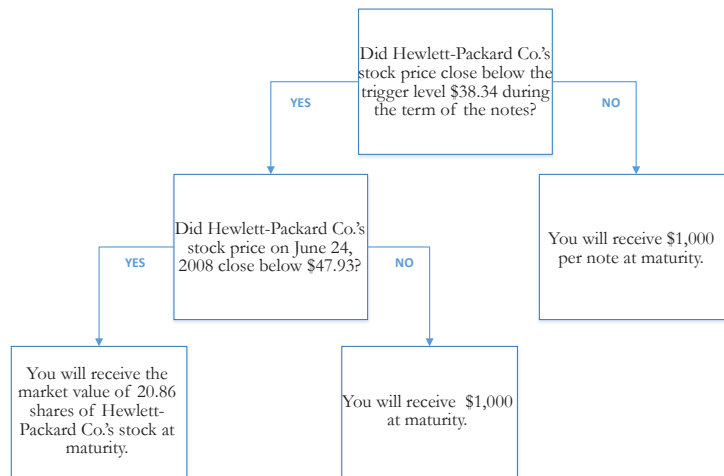 Did Hewlett-Packard Co.'s
stock price close below the
trigger level $38.34 during
the term of the notes?
YES
NO
Did Hewlett-Packard Co.'s
stock price on June 24,
2008 close below $47.93?
You will receive $1,000
per note at maturity.
YES
NO
You will receive the
market value of 20.86
shares of Hewlett-
Packard Co.'s stock at
maturity.
You will receive $1,000
at maturity.